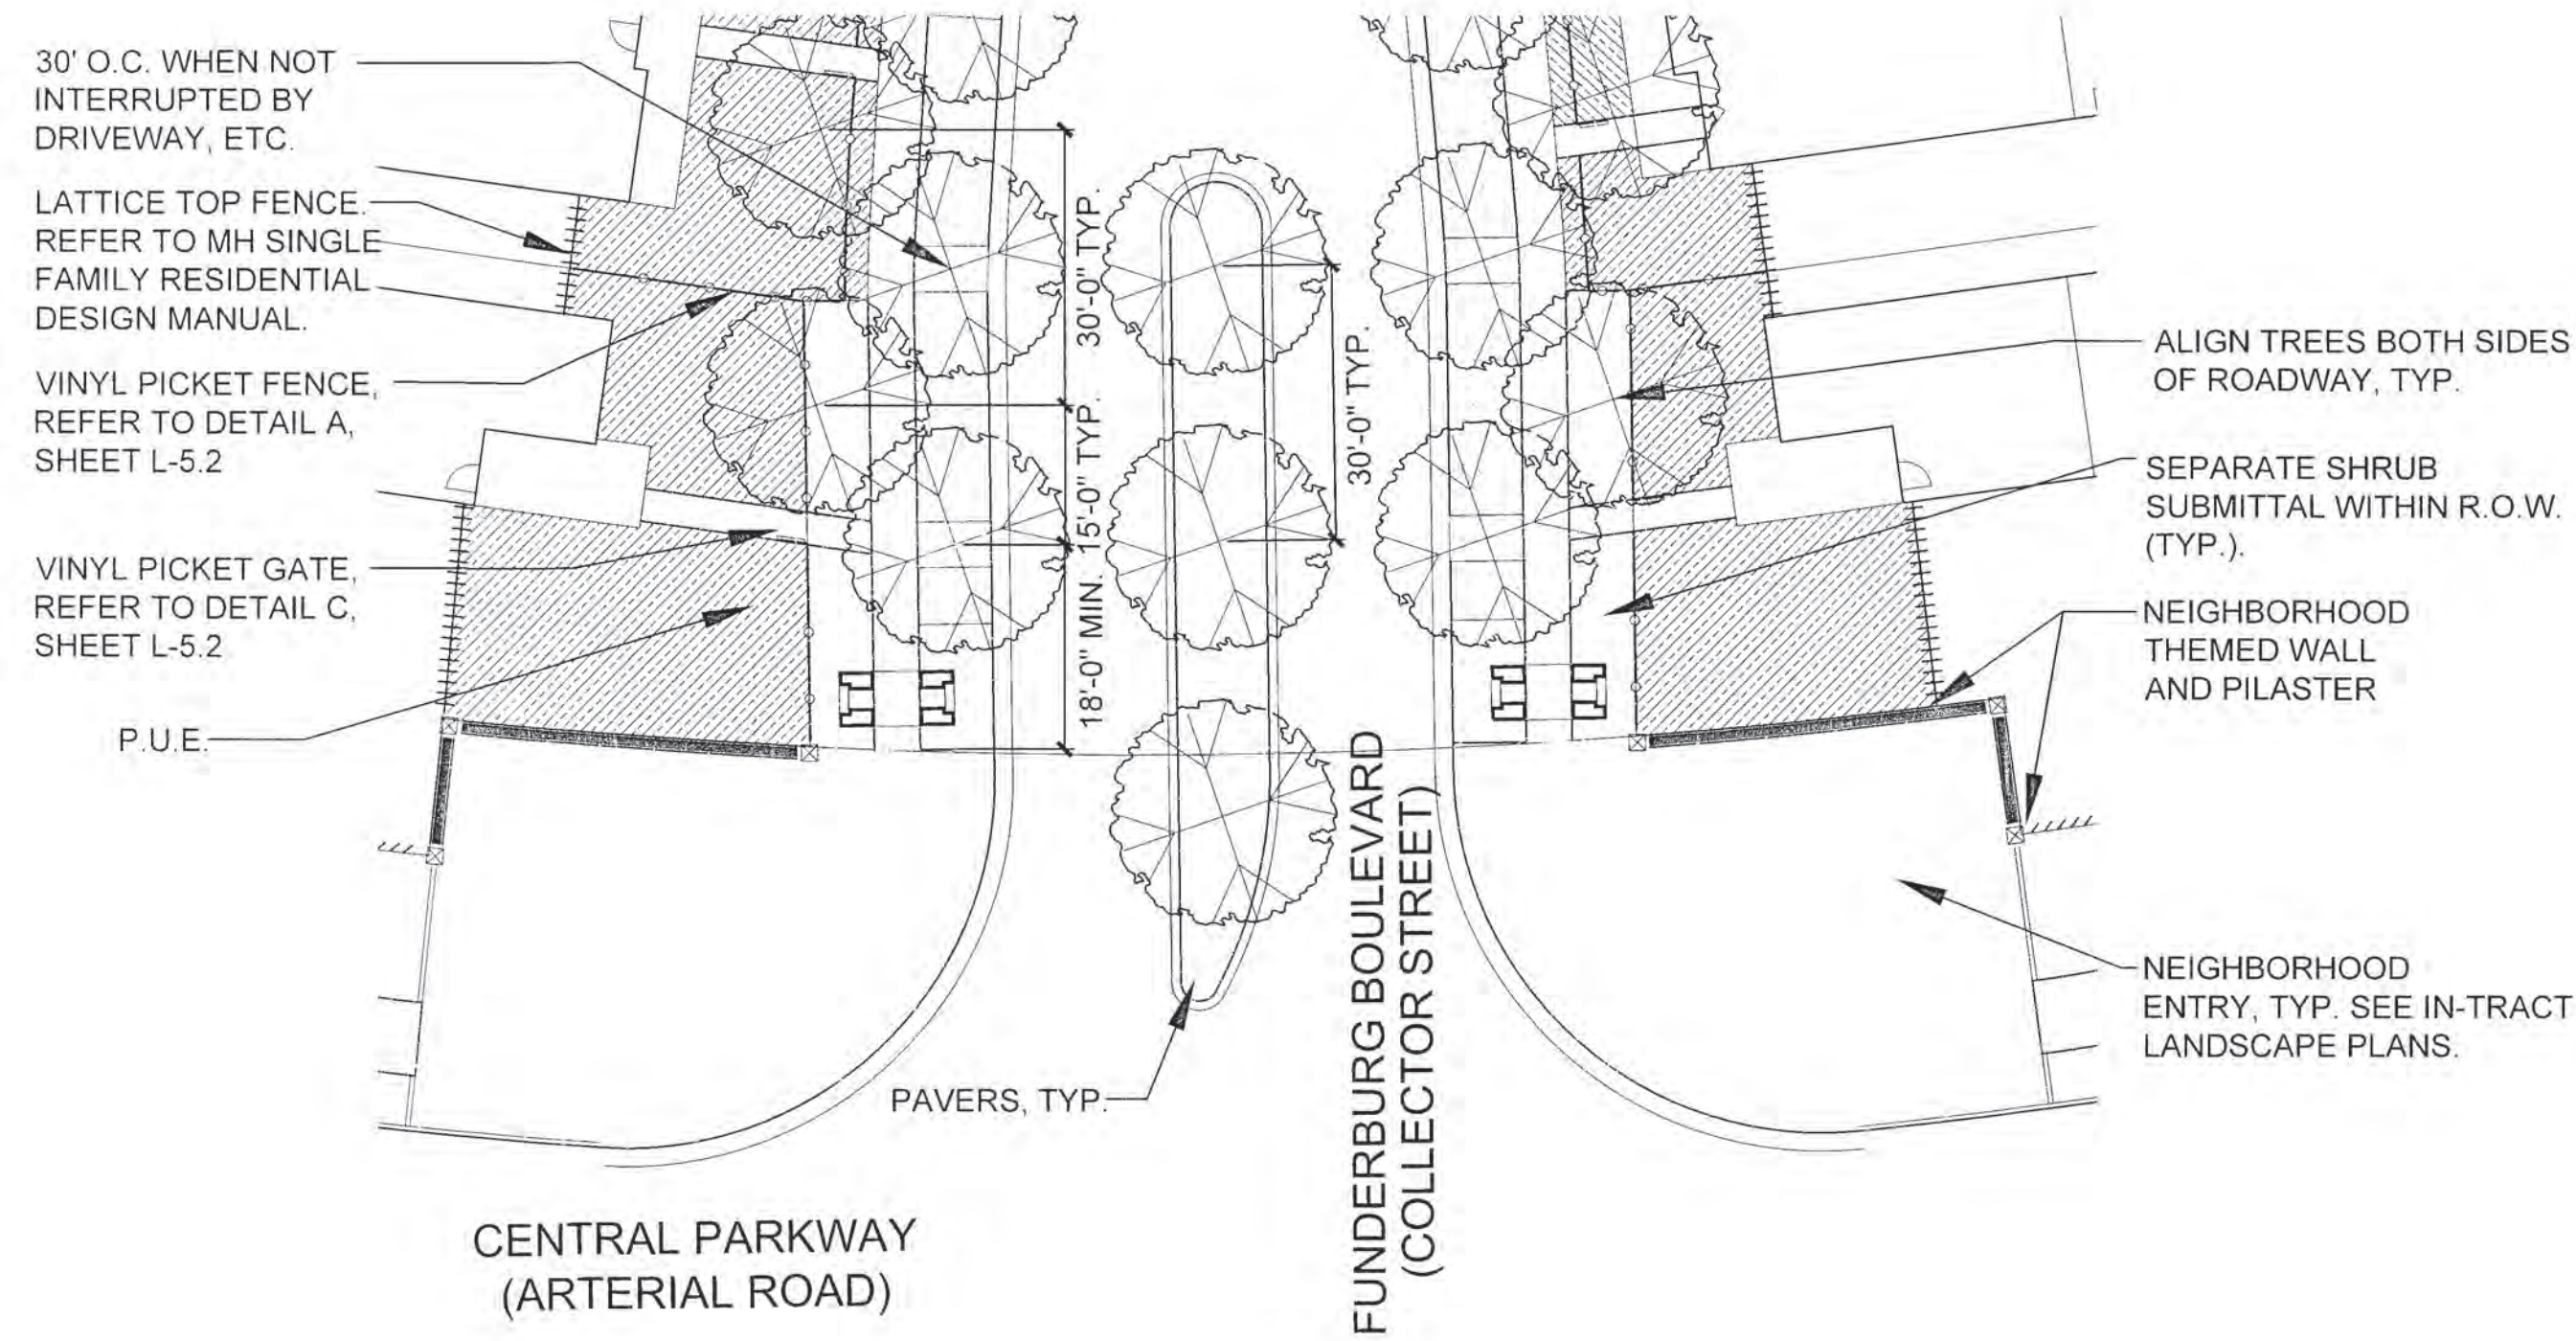 30' O.C. WHEN NOT
INTERRUPTED BY
DRIVEWAY, ETC.
LATTICE TOP FENCE.
REFER TO MH SINGLE
FAMILY RESIDENTIAL
DESIGN MANUAL.
VINYL PICKET FENCE,
REFER TO DETAIL A,
SHEET L-5.2
VINYL PICKET GATE,
REFER TO DETAIL C,
SHEET L-5.2
P.U.E.
30'-0" TYP.
15'-0" TYP.
18'-0" MIN.
30'-0" TYP.
ALIGN TREES BOTH SIDES
OF ROADWAY, TYP.
SEPARATE SHRUB
SUBMITTAL WITHIN R.O.W.
(TYP.).
NEIGHBORHOOD
THEMED WALL
AND PILASTER
NEIGHBORHOOD
ENTRY, TYP. SEE IN-TRACT
LANDSCAPE PLANS.
PAVERS, TYP.
FUNDERBURG BOULEVARD
(COLLECTOR STREET)
CENTRAL PARKWAY
(ARTERIAL ROAD)